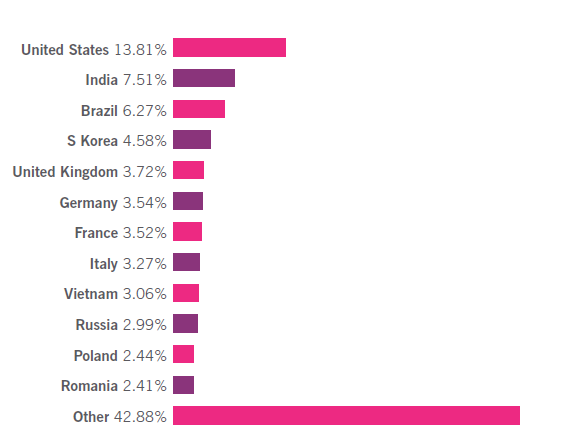 United States 13.81%
India 7.51%
Brazil 6.27%
S Korea 4.58%
United Kingdom 3.72%
Germany 3.54%
France 3.52%
Italy 3.27%
Vietnam 3.06%
Russia 2.99%
Poland 2.44%
Romania 2.41%
Other 42.88%